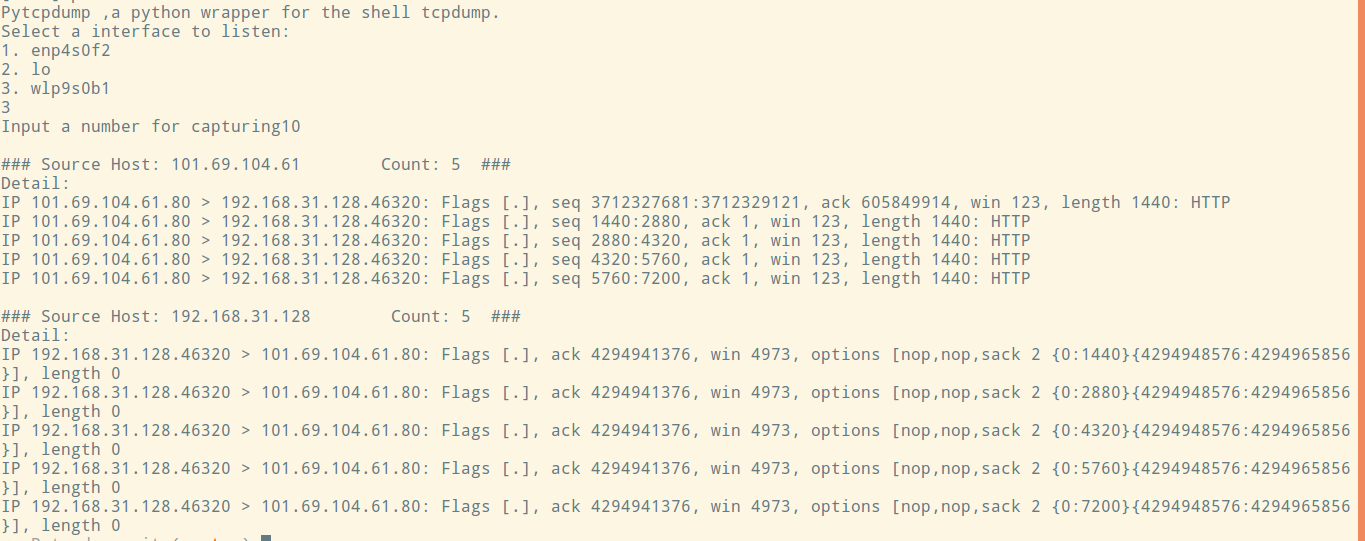 Pytcpdump ,a python wrapper for the shell tcpdump.
Select a interface to listen:
1. enp4s0f2
2. lo
3. wlp9s0b1
3
Input a number for capturing10
### Source Host: 101.69.104.61        Count: 5  ###
Detail:
IP 101.69.104.61.80 > 192.168.31.128.46320: Flags [.], seq 3712327681:3712329121, ack 605849914, win 123, length 1440: HTTP
IP 101.69.104.61.80 > 192.168.31.128.46320: Flags [.], seq 1440:2880, ack 1, win 123, length 1440: HTTP
IP 101.69.104.61.80 > 192.168.31.128.46320: Flags [.], seq 2880:4320, ack 1, win 123, length 1440: HTTP
IP 101.69.104.61.80 > 192.168.31.128.46320: Flags [.], seq 4320:5760, ack 1, win 123, length 1440: HTTP
IP 101.69.104.61.80 > 192.168.31.128.46320: Flags [.], seq 5760:7200, ack 1, win 123, length 1440: HTTP
### Source Host: 192.168.31.128        Count: 5  ###
Detail:
IP 192.168.31.128.46320 > 101.69.104.61.80: Flags [.], ack 4294941376, win 4973, options [nop,nop,sack 2 {0:1440}{4294948576:4294965856
}], length 0
IP 192.168.31.128.46320 > 101.69.104.61.80: Flags [.], ack 4294941376, win 4973, options [nop,nop,sack 2 {0:2880}{4294948576:4294965856
}], length 0
IP 192.168.31.128.46320 > 101.69.104.61.80: Flags [.], ack 4294941376, win 4973, options [nop,nop,sack 2 {0:4320}{4294948576:4294965856
}], length 0
IP 192.168.31.128.46320 > 101.69.104.61.80: Flags [.], ack 4294941376, win 4973, options [nop,nop,sack 2 {0:5760}{4294948576:4294965856
}], length 0
IP 192.168.31.128.46320 > 101.69.104.61.80: Flags [.], ack 4294941376, win 4973, options [nop,nop,sack 2 {0:7200}{4294948576:4294965856
}], length 0